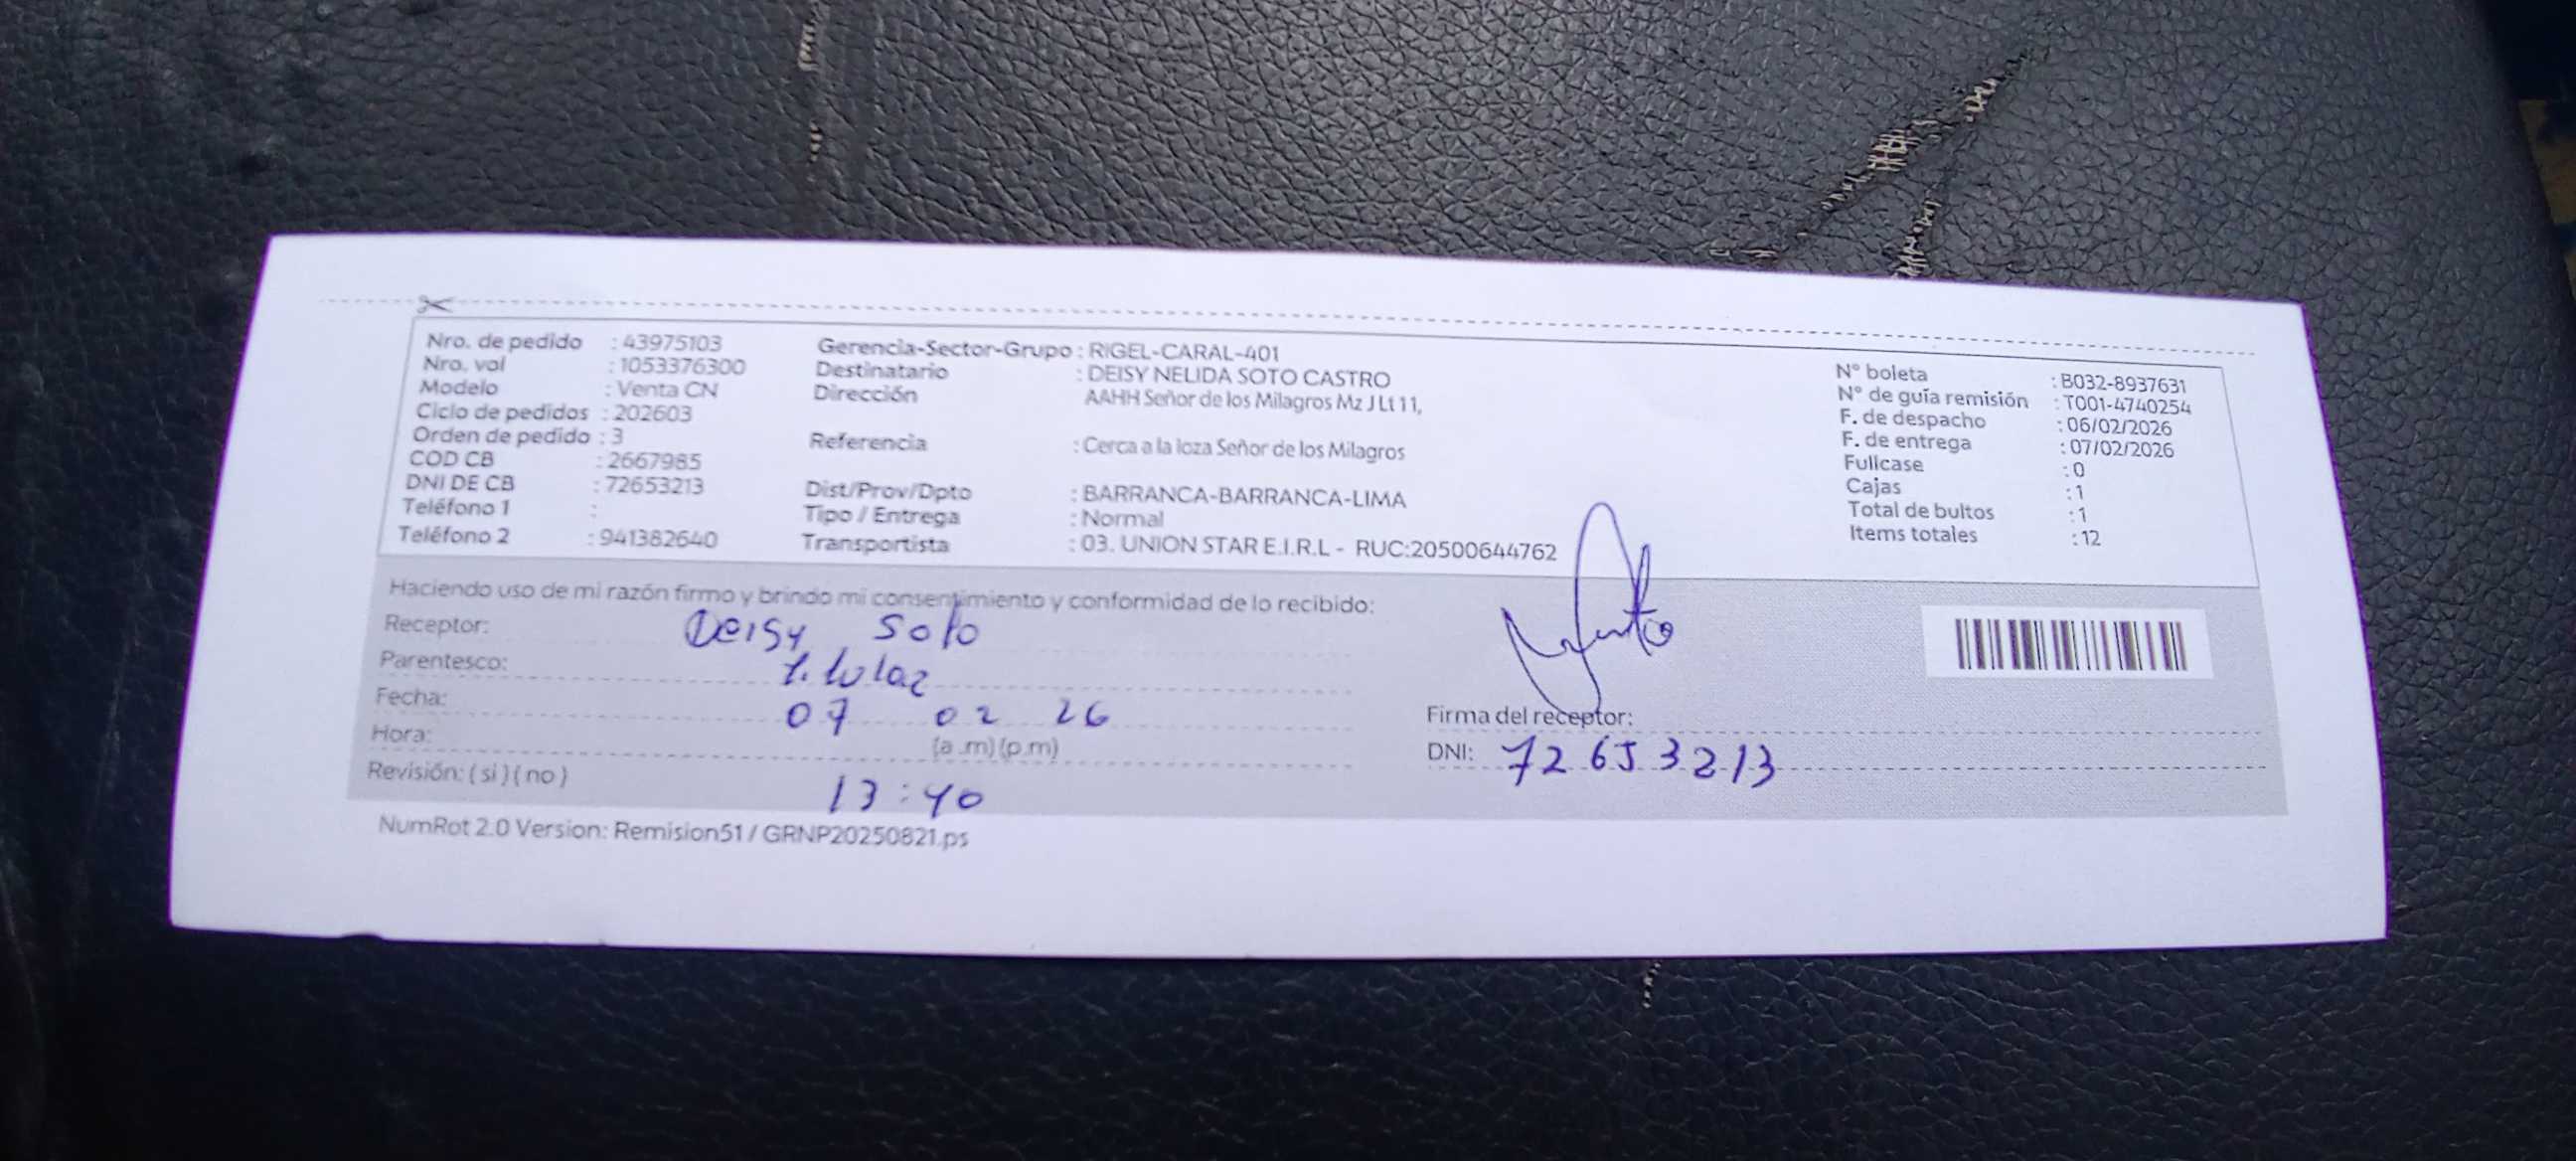 Nro. de pedido : 43975103
Nro. val : 1053376300
Modelo : Venta CN
Ciclo de pedidos : 202603
Orden de pedido : 3
COD CB : 2667985
DNI DE CB : 72653213
Teléfono 1 :
Teléfono 2 : 941382640
Gerencia-Sector-Grupo : RIGEL-CARAL-401
Destinatario : DEISY NELIDA SOTO CASTRO
Dirección AAHH Señor de los Milagros Mz J Lt 11,
Referencia : Cerca a la loza Señor de los Milagros
Dist/Prov/Dpto : BARRANCA-BARRANCA-LIMA
Tipo / Entrega : Normal
Transportista : 03. UNION STAR E.I.R.L - RUC:20500644762
N° boleta : B032-8937631
N° de guía remisión : T001-4740254
F. de despacho : 06/02/2026
F. de entrega : 07/02/2026
Fullcase : 0
Cajas : 1
Total de bultos : 1
Items totales : 12
Haciendo uso de mi razón firmo y brindo mi consentimiento y conformidad de lo recibido:
Receptor: Deisy Soto
Parentesco: Titular
Fecha: 07 02 26
Hora: (a .m) (p.m)
Revisión: ( si ) ( no ) 13:40
Firma del receptor:
DNI: 72653213
NumRot 2.0 Version: Remision51 / GRNP20250821.ps